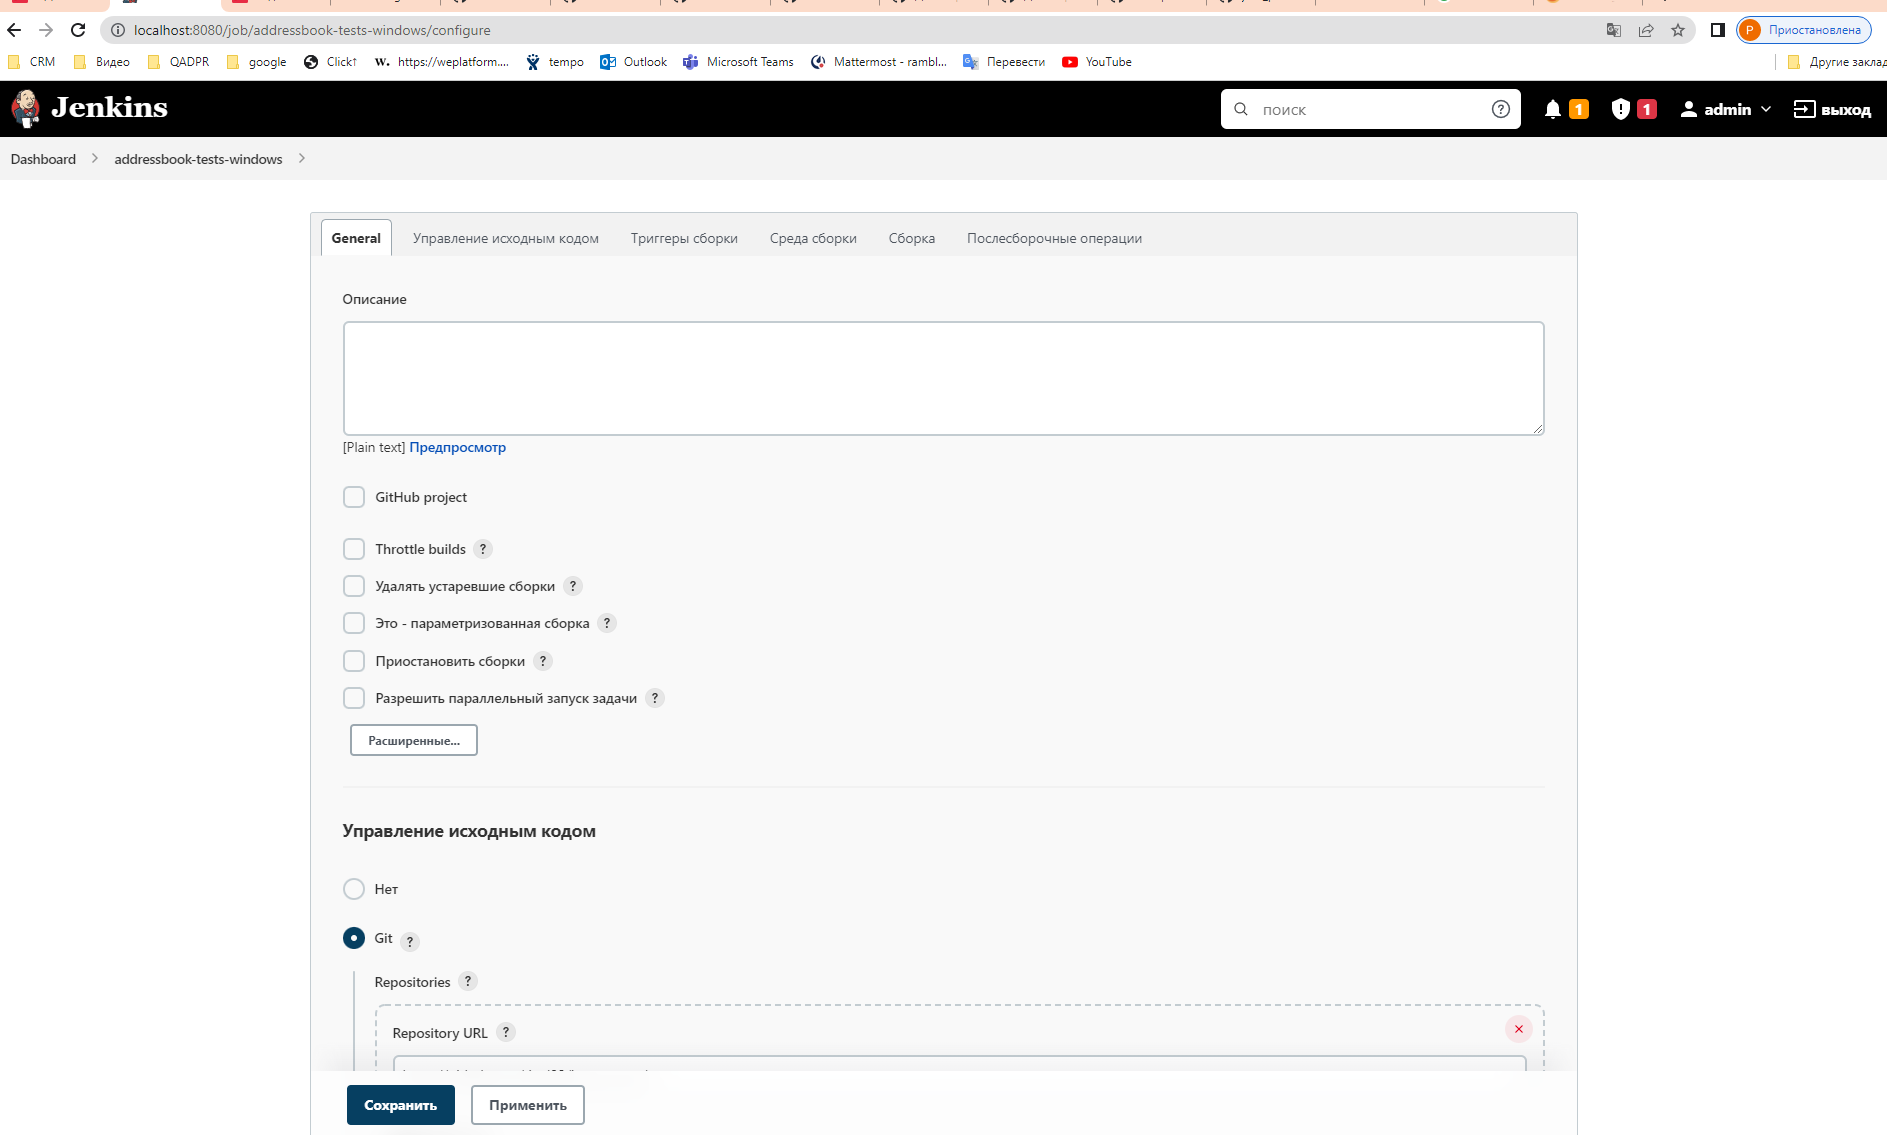 localhost:8080/job/addressbook-tests-windows/configure
P Приостановлена
CRM Видео QADPR google Click↑ w. https://weplatform.... tempo Outlook Microsoft Teams Mattermost - rambl... Перевести YouTube Другие заклад
Jenkins поиск 1 1 admin выход
Dashboard addressbook-tests-windows
General Управление исходным кодом Триггеры сборки Среда сборки Сборка Послесборочные операции
Описание
[Plain text] Предпросмотр
GitHub project
Throttle builds ?
Удалять устаревшие сборки ?
Это - параметризованная сборка ?
Приостановить сборки ?
Разрешить параллельный запуск задачи ?
Расширенные...
Управление исходным кодом
Нет
Git ?
Repositories ?
Repository URL ?
Сохранить Применить